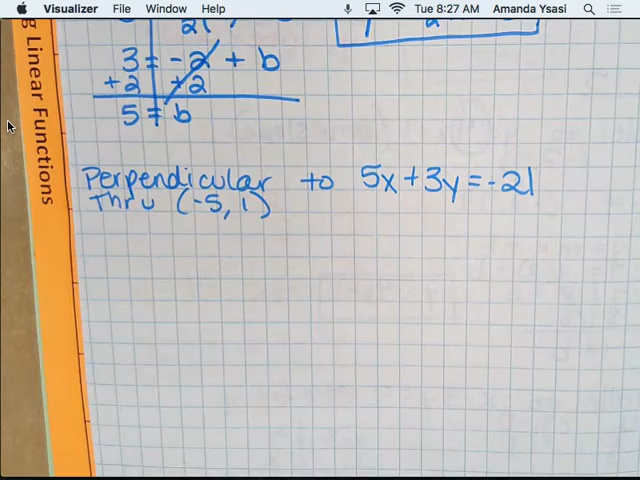 Visualizer File Window Tue 8:27 AM Amanda Ysasi
g Linear Functions
3 = -2 + b
+2 +2
5 = b
Perpendicular to 5x + 3y = -21
Thru (-5, 1)